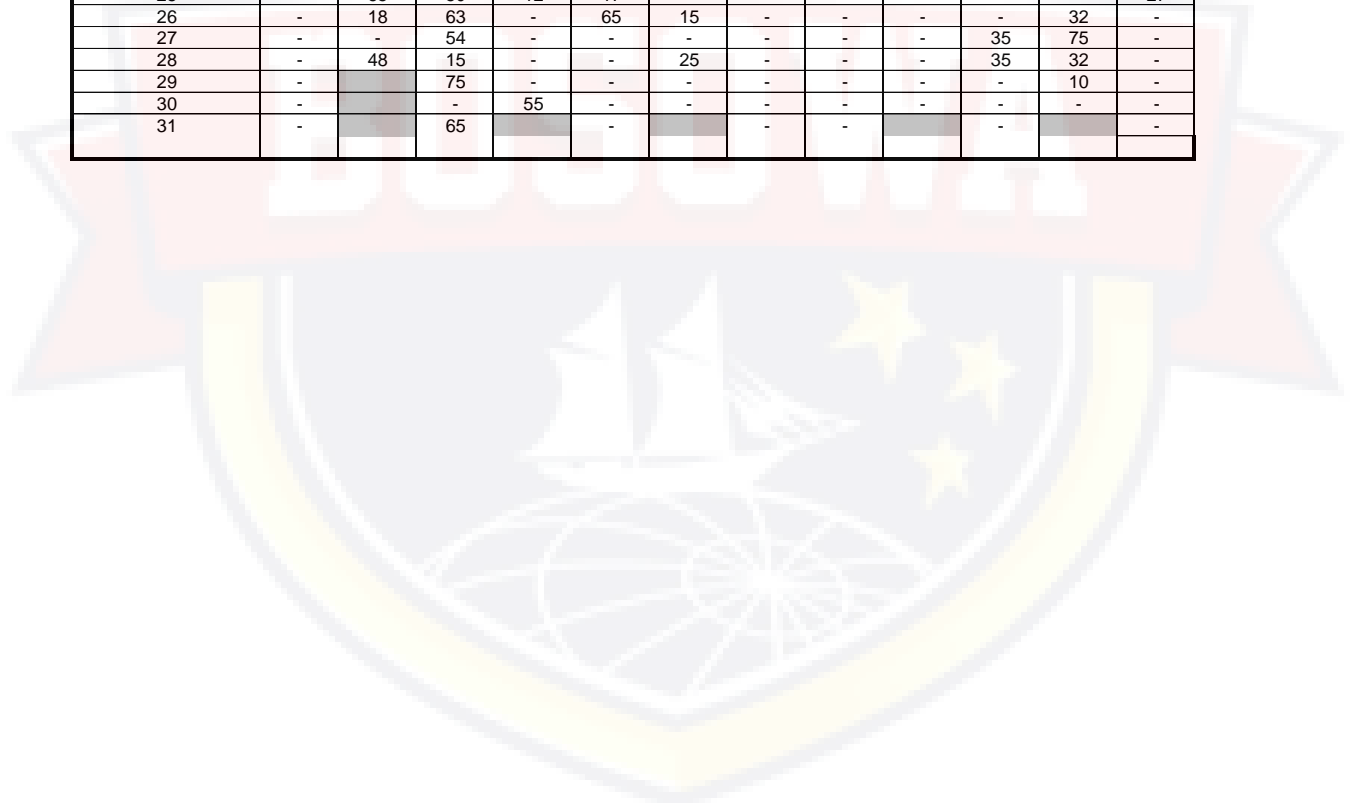 26 - 18 63 - 65 15 - - - - 32 -
27 - - 54 - - - - - - 35 75 -
28 - 48 15 - - 25 - - - 35 32 -
29 - 75 - - - - - - - 10 -
30 - - 55 - - - - - - - -
31 - 65 - - - - -
BOSOWA